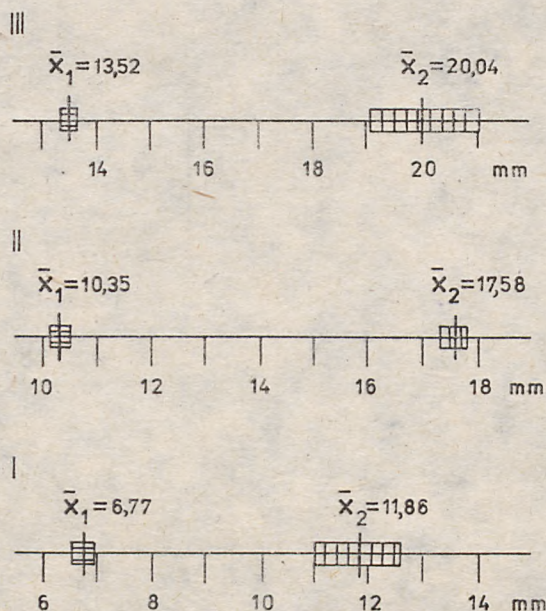 III
x̄₁=13,52 x̄₂=20,04
14 16 18 20 mm
II
x̄₁=10,35 x̄₂=17,58
10 12 14 16 18 mm
I
x̄₁=6,77 x̄₂=11,86
6 8 10 12 14 mm